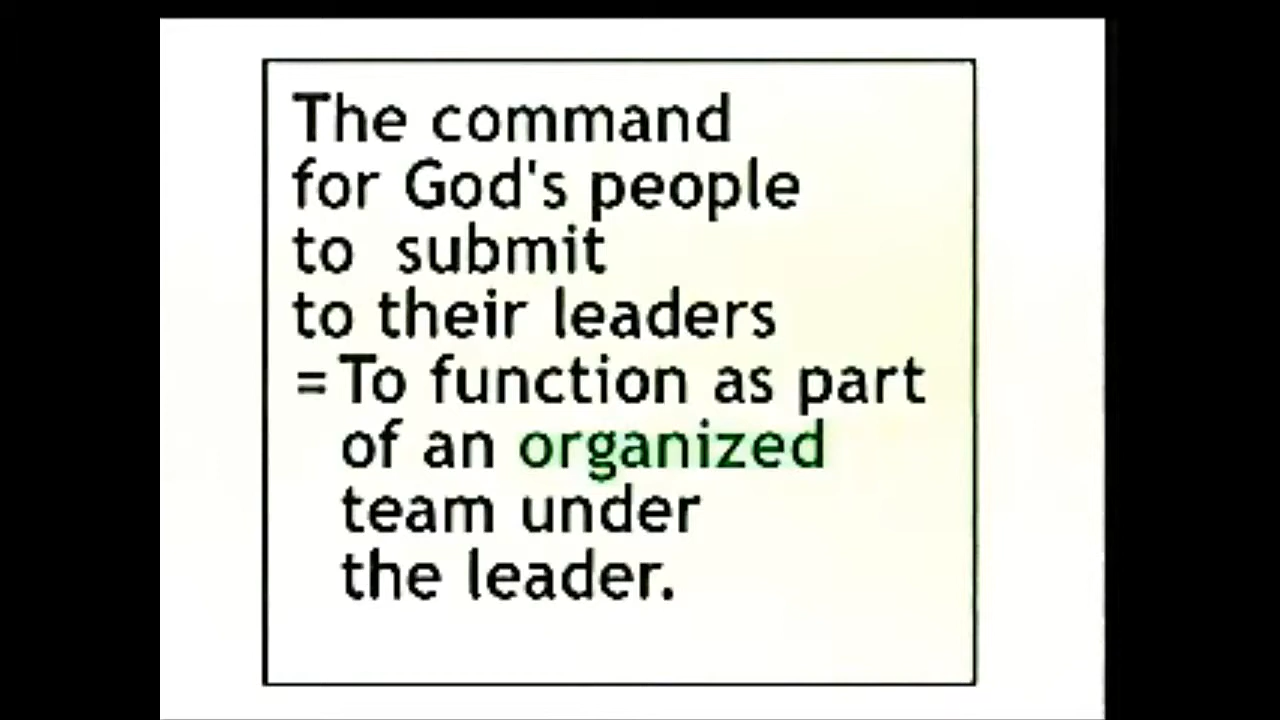 The command
for God's people
to submit
to their leaders
= To function as part
of an organized
team under
the leader.